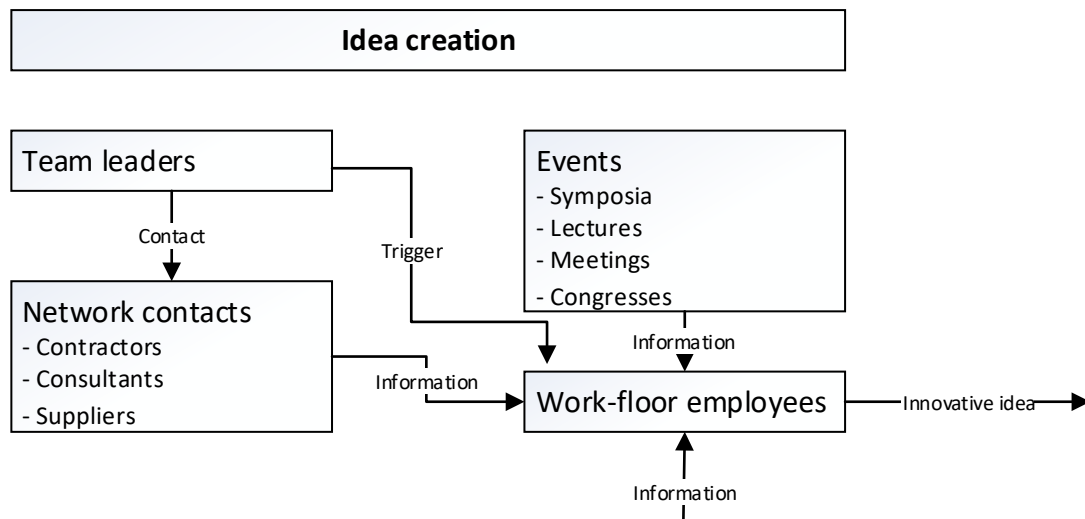 Idea creation
Team leaders
Contact
Trigger
Events
- Symposia
- Lectures
- Meetings
- Congresses
Network contacts
- Contractors
- Consultants
- Suppliers
Information
Information
Work-floor employees
Innovative idea
Information